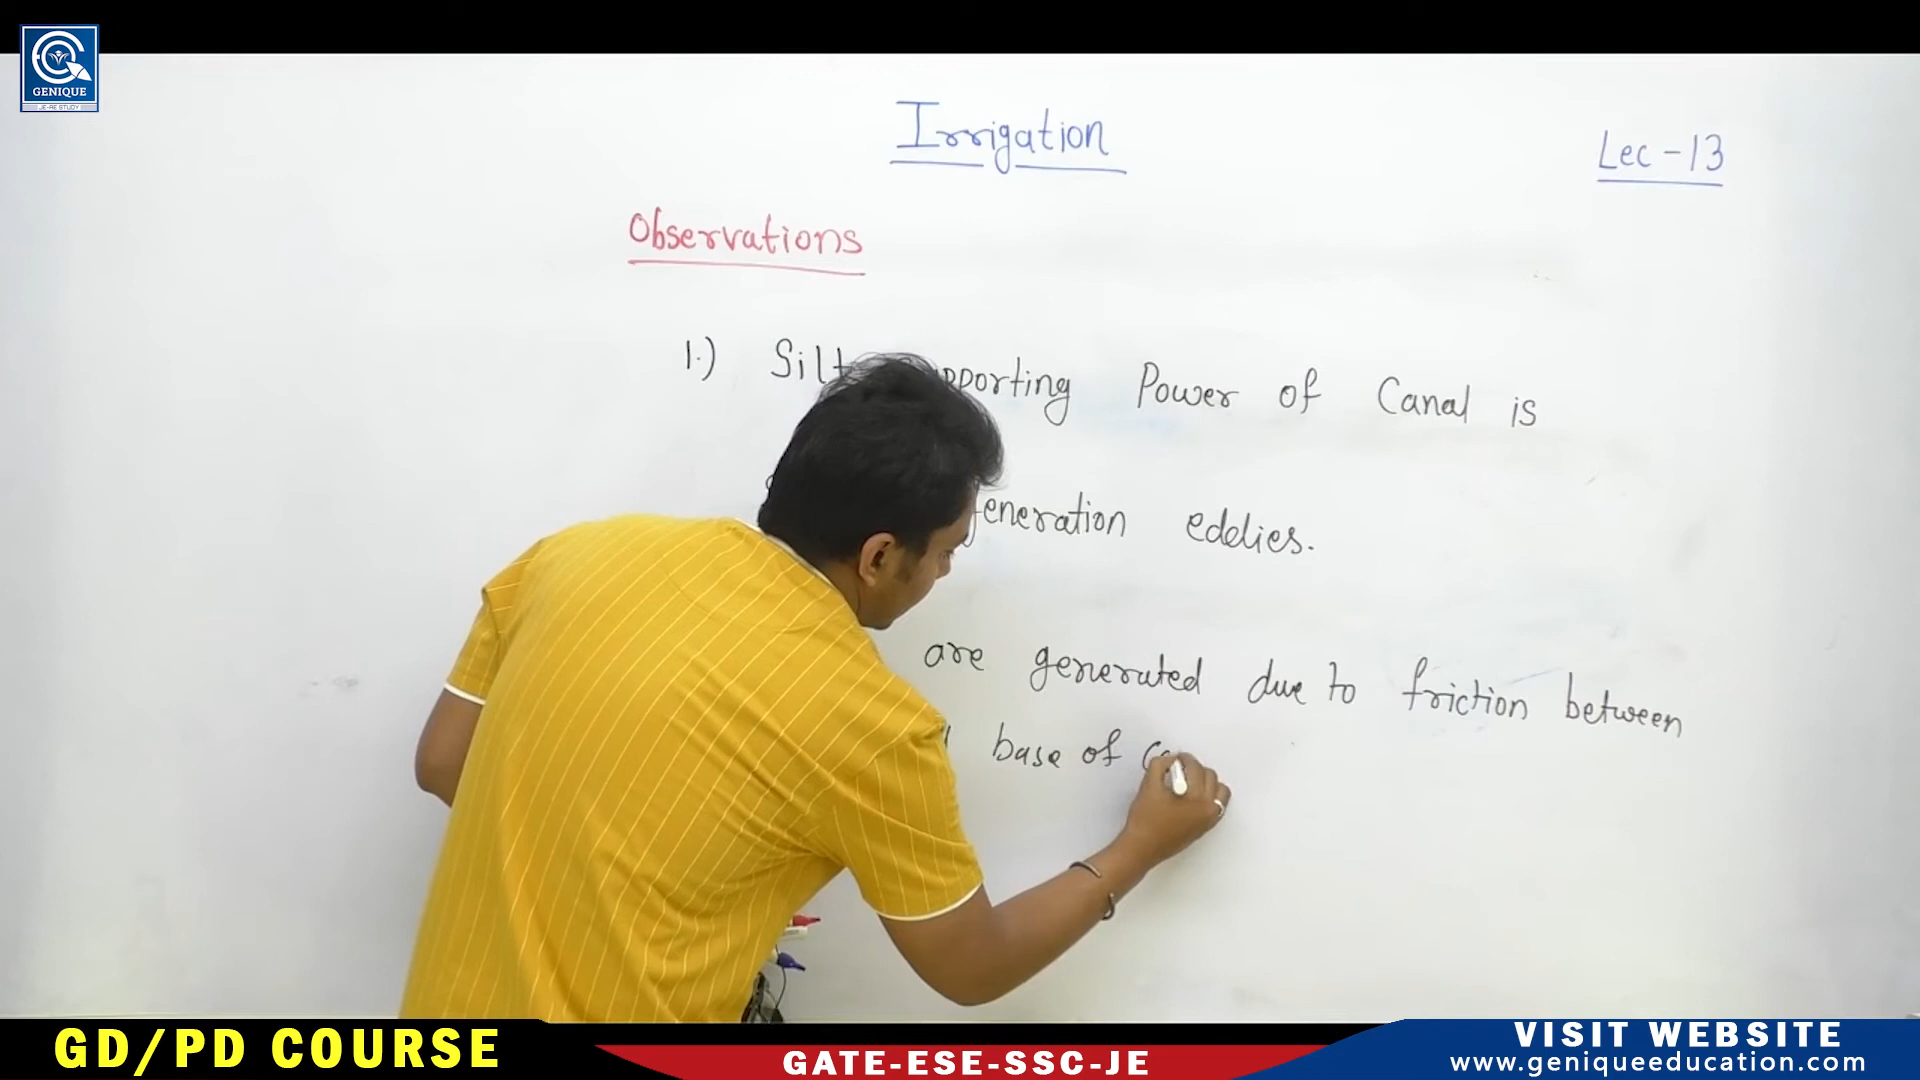 GENIQUE
JE-AE STUDY
Irrigation
Lec-13
Observations
1.) Silt supporting Power of Canal is
generation eddies.
are generated due to friction between
base of
GD/PD COURSE
GATE-ESE-SSC-JE
VISIT WEBSITE
www.geniqueeducation.com